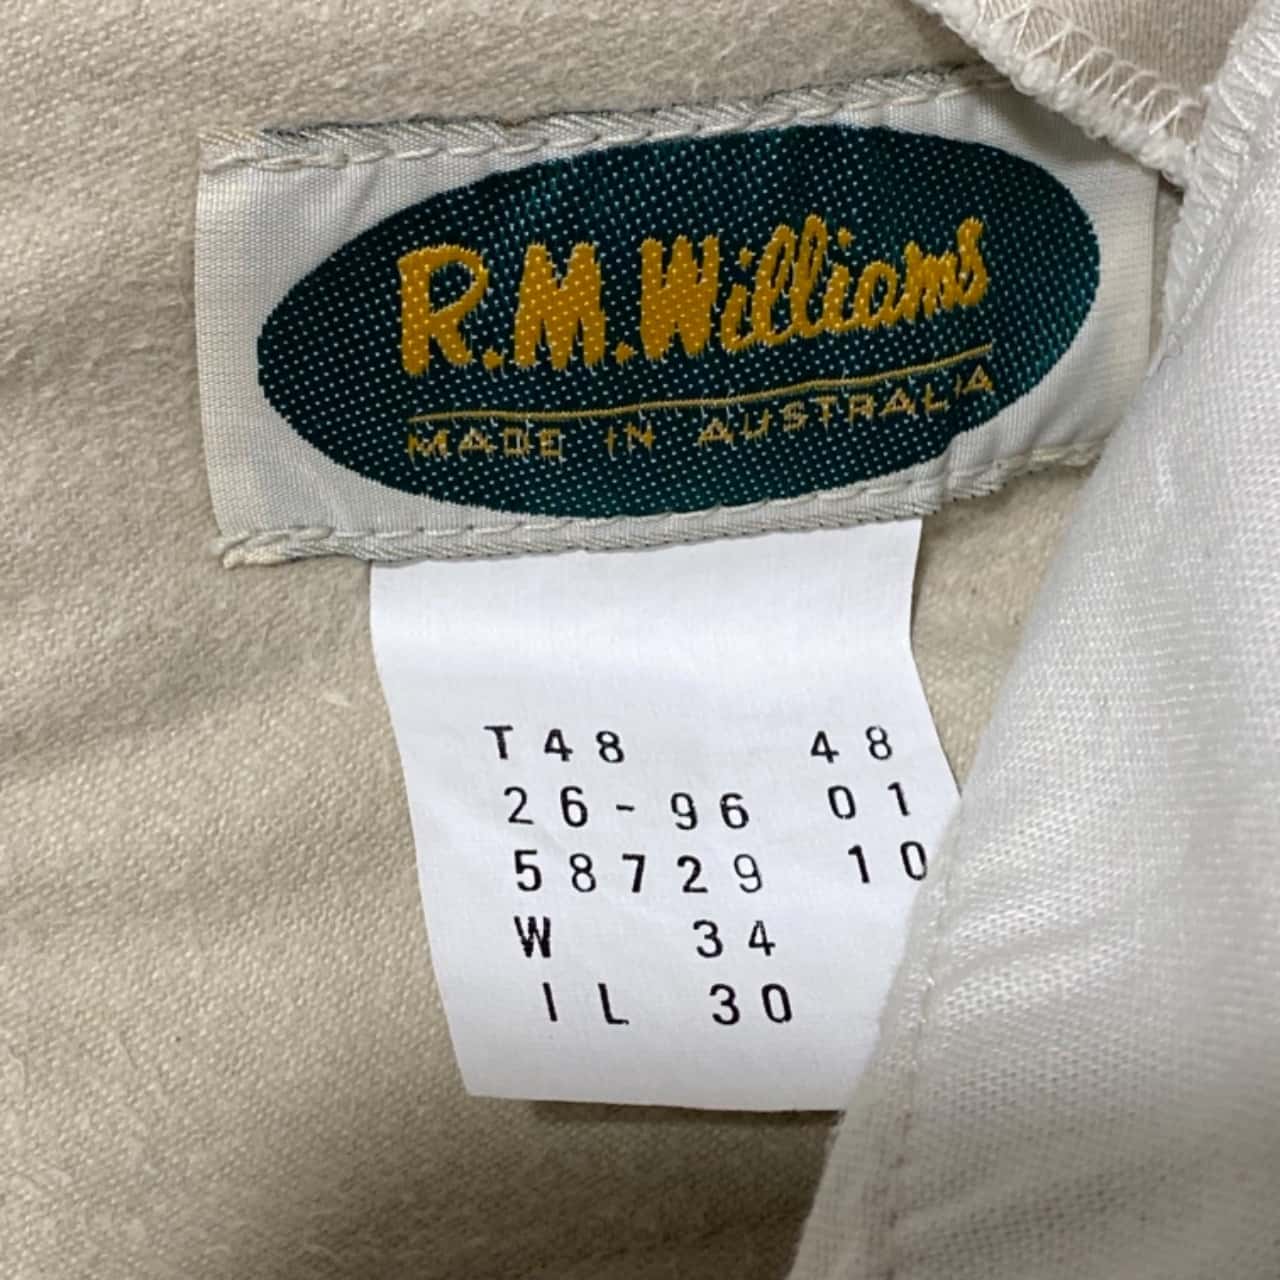 R.M.Williams
MADE IN AUSTRALIA
T48 48
26-96 01
58729 10
W 34
IL 30